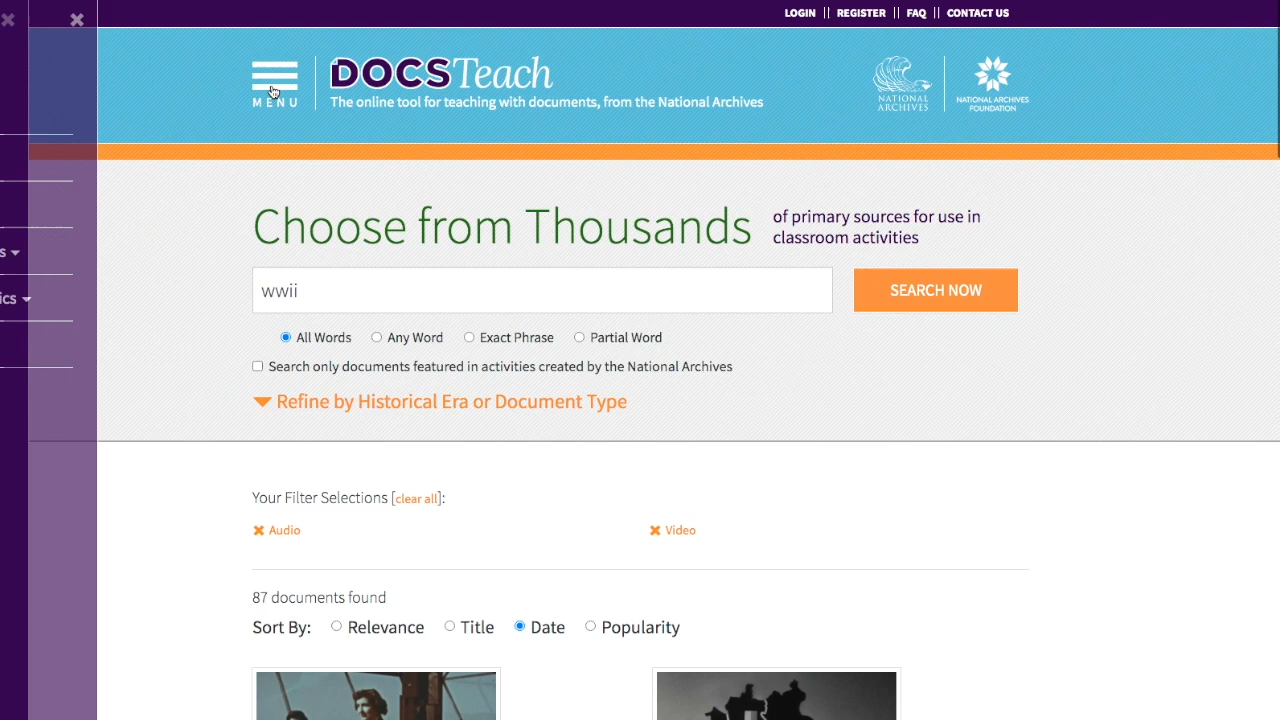 LOGIN || REGISTER || FAQ || CONTACT US
MENU
DOCSTeach
The online tool for teaching with documents, from the National Archives
NATIONAL ARCHIVES
NATIONAL ARCHIVES FOUNDATION
Choose from Thousands
of primary sources for use in
classroom activities
wwii
SEARCH NOW
All Words
Any Word
Exact Phrase
Partial Word
Search only documents featured in activities created by the National Archives
Refine by Historical Era or Document Type
Your Filter Selections [clear all]:
Audio
Video
87 documents found
Sort By: Relevance Title Date Popularity